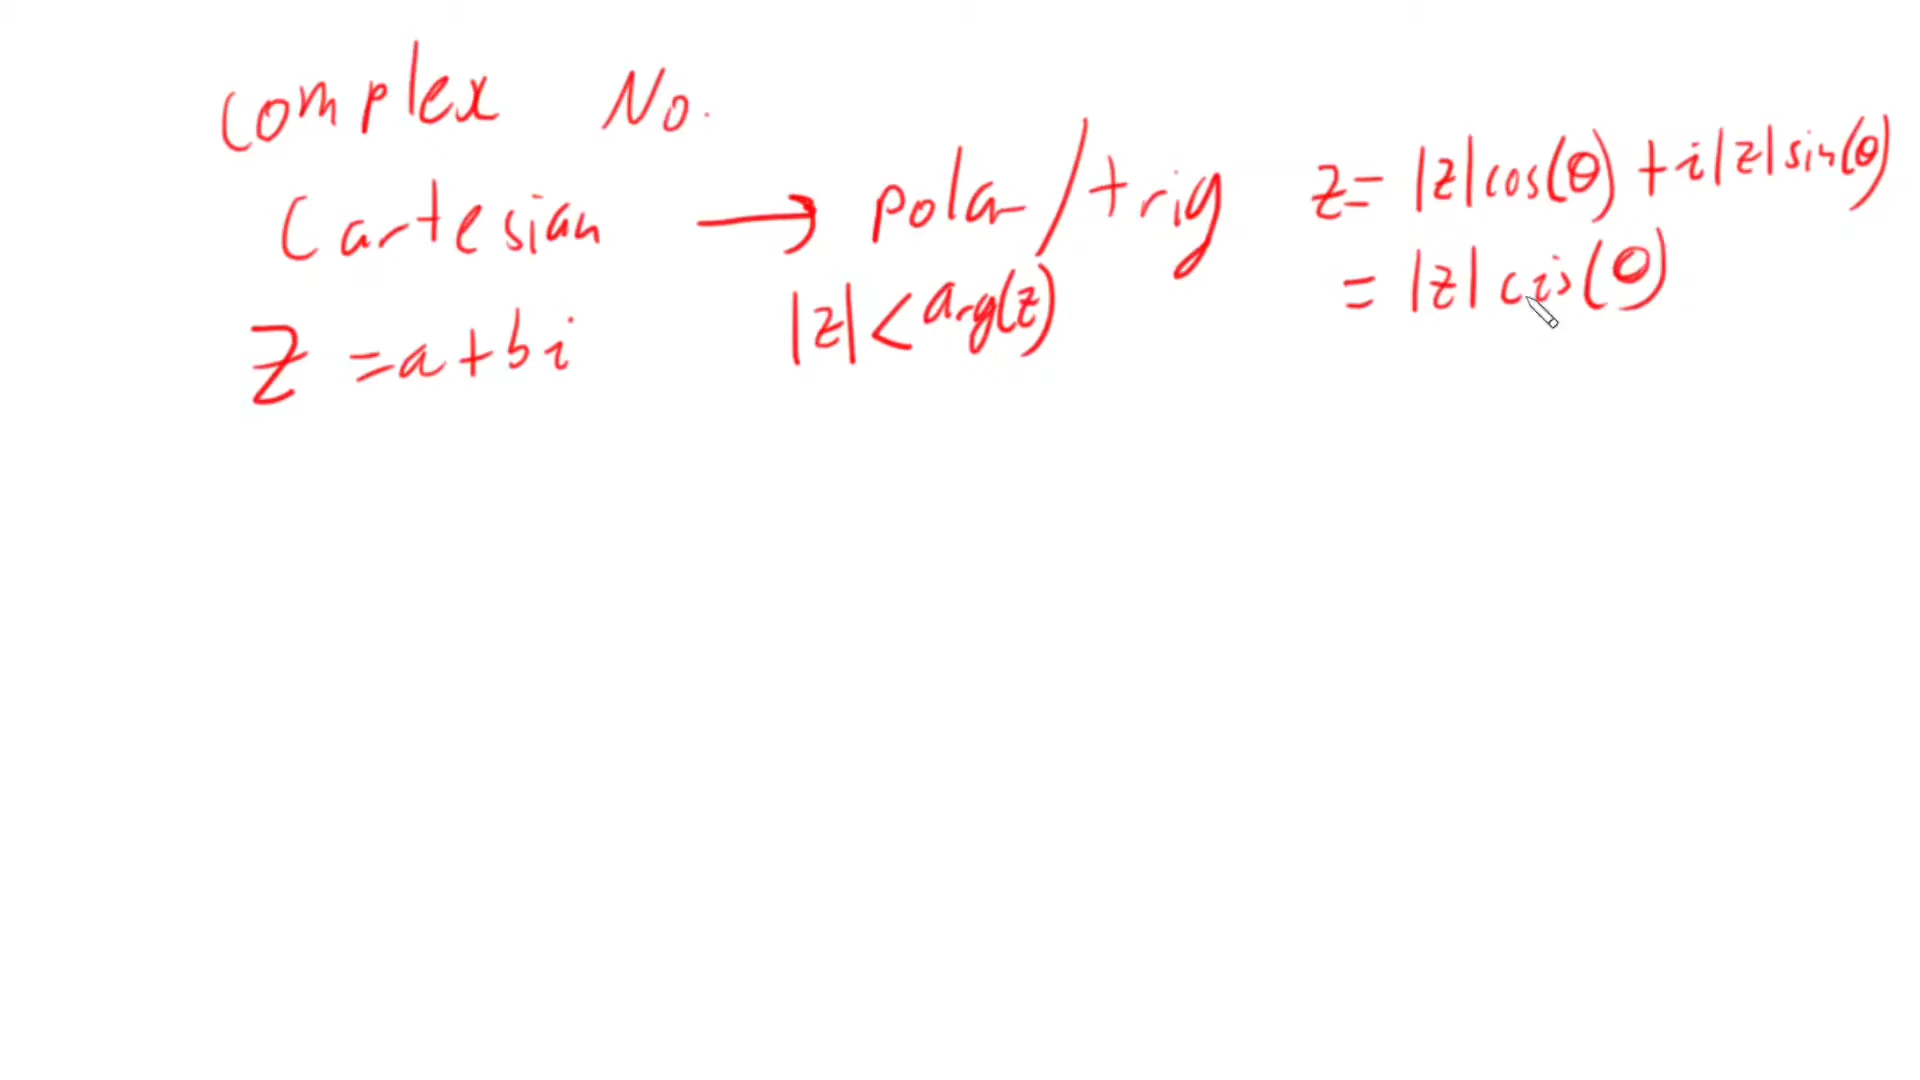 Complex No.
Cartesian → polar/trig
z = |z|cos(θ) + i|z|sin(θ)
= |z|cis(θ)
|z| < arg(z)
Z = a + bi